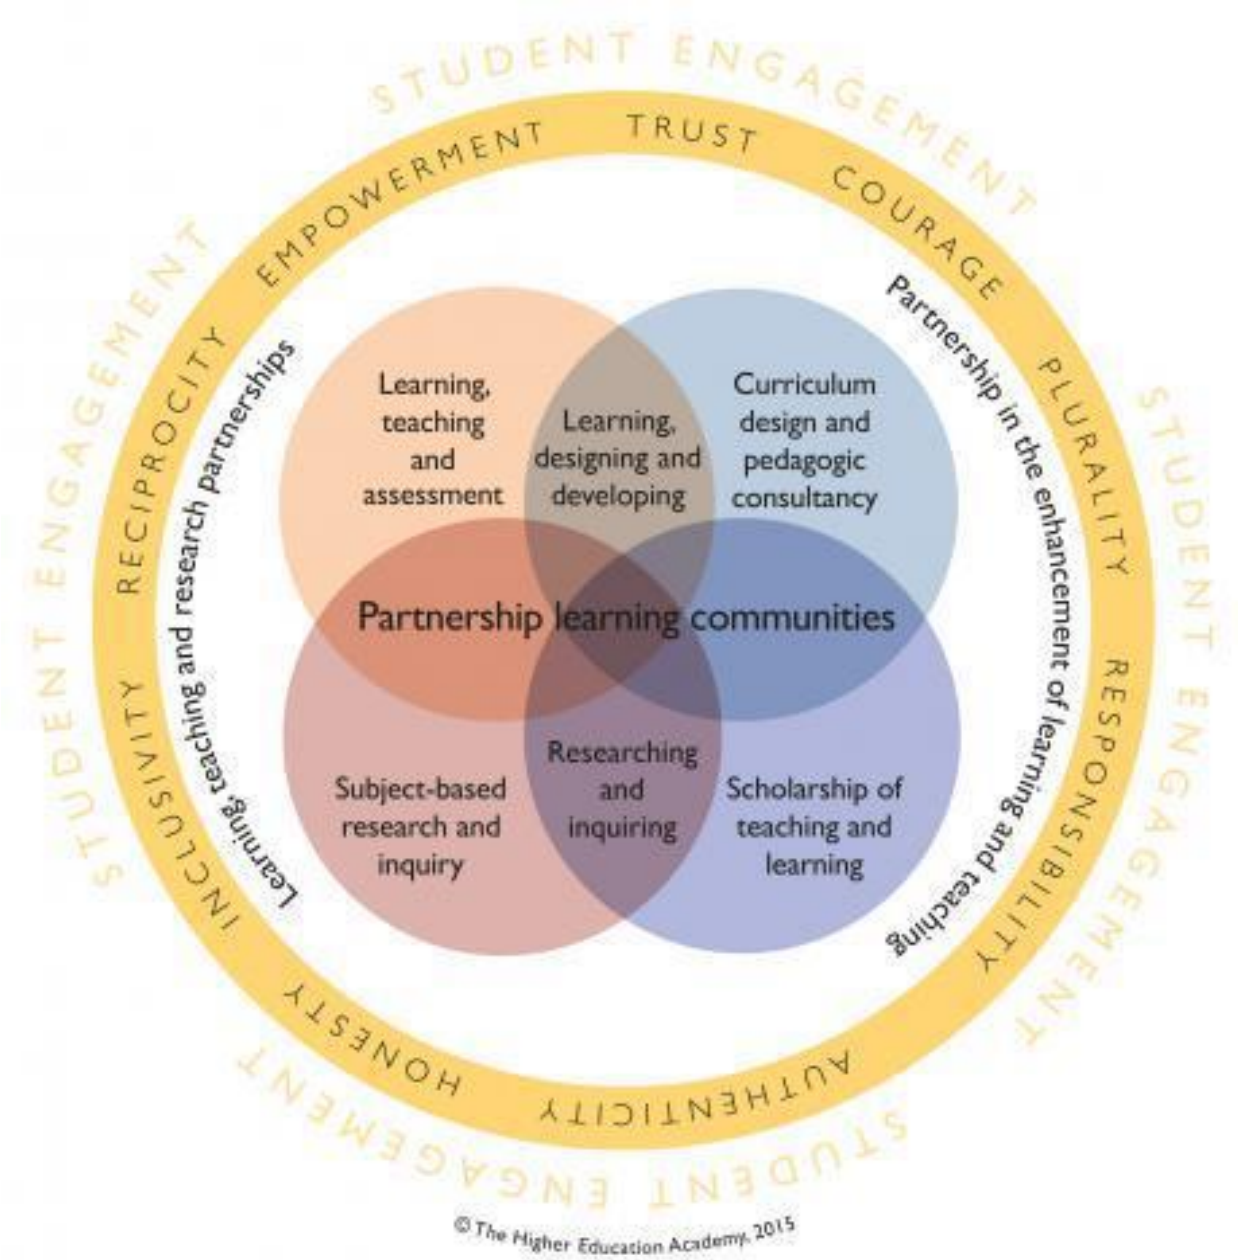 STUDENT ENGAGEMENT
STUDENT ENGAGEMENT
STUDENT ENGAGEMENT
STUDENT ENGAGEMENT
EMPOWERMENT
TRUST
COURAGE
PLURALITY
RESPONSIBILITY
AUTHENTICITY
HONESTY
INCLUSIVITY
RECIPROCITY
Learning, teaching and research partnerships
Partnership in the enhancement of learning and teaching
Learning,
teaching
and
assessment
Learning,
designing and
developing
Curriculum
design and
pedagogic
consultancy
Partnership learning communities
Subject-based
research and
inquiry
Researching
and
inquiring
Scholarship of
teaching and
learning
© The Higher Education Academy, 2015